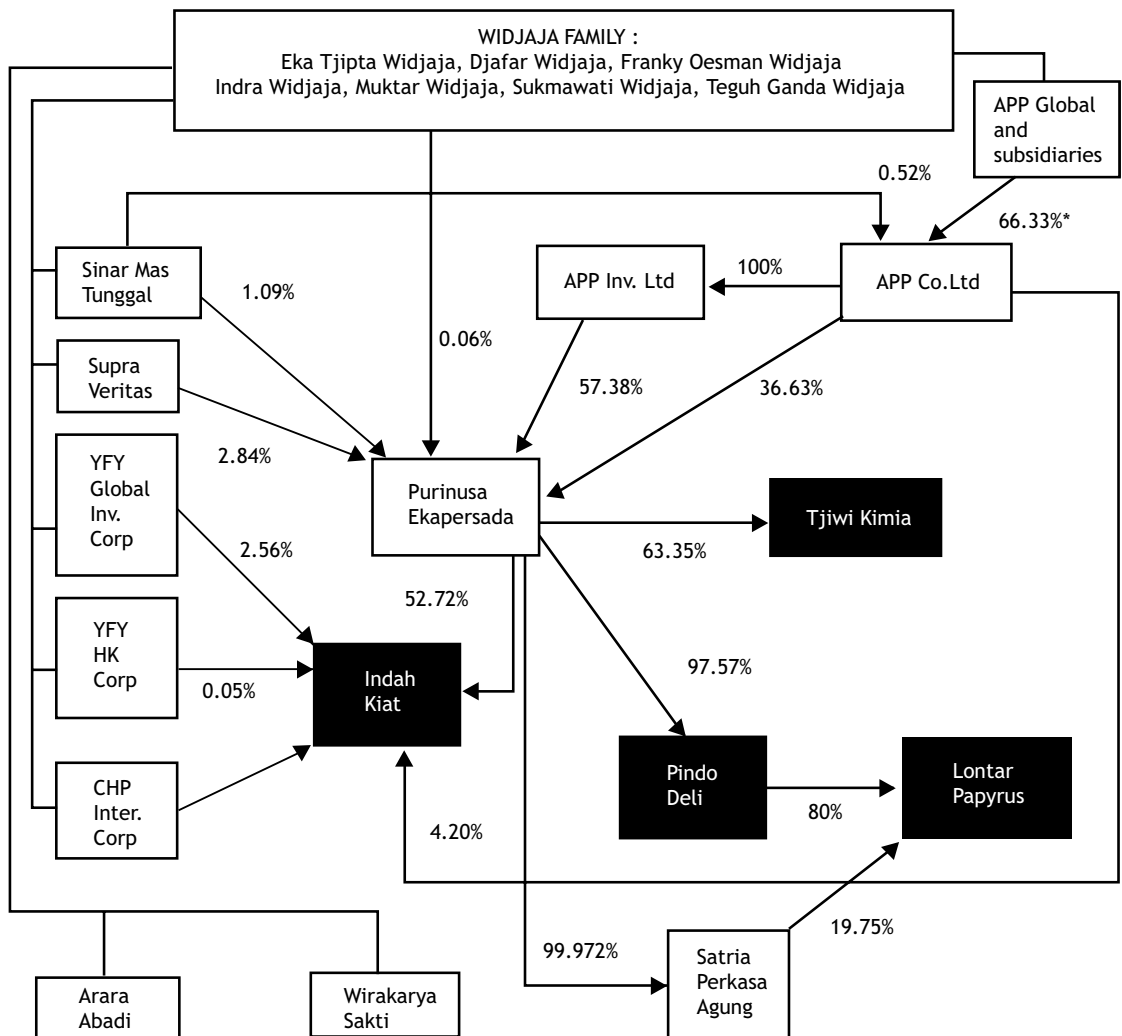 WIDJAJA FAMILY :
Eka Tjipta Widjaja, Djafar Widjaja, Franky Oesman Widjaja
Indra Widjaja, Muktar Widjaja, Sukmawati Widjaja, Teguh Ganda Widjaja
APP Global
and
subsidiaries
0.52%
66.33%*
Sinar Mas
Tunggal
1.09%
APP Inv. Ltd
100%
APP Co.Ltd
0.06%
Supra
Veritas
57.38%
36.63%
2.84%
YFY
Global
Inv.
Corp
Purinusa
Ekapersada
Tjiwi Kimia
2.56%
63.35%
52.72%
YFY
HK
Corp
0.05%
Indah
Kiat
97.57%
CHP
Inter.
Corp
Pindo
Deli
80%
Lontar
Papyrus
4.20%
19.75%
99.972%
Satria
Perkasa
Agung
Arara
Abadi
Wirakarya
Sakti